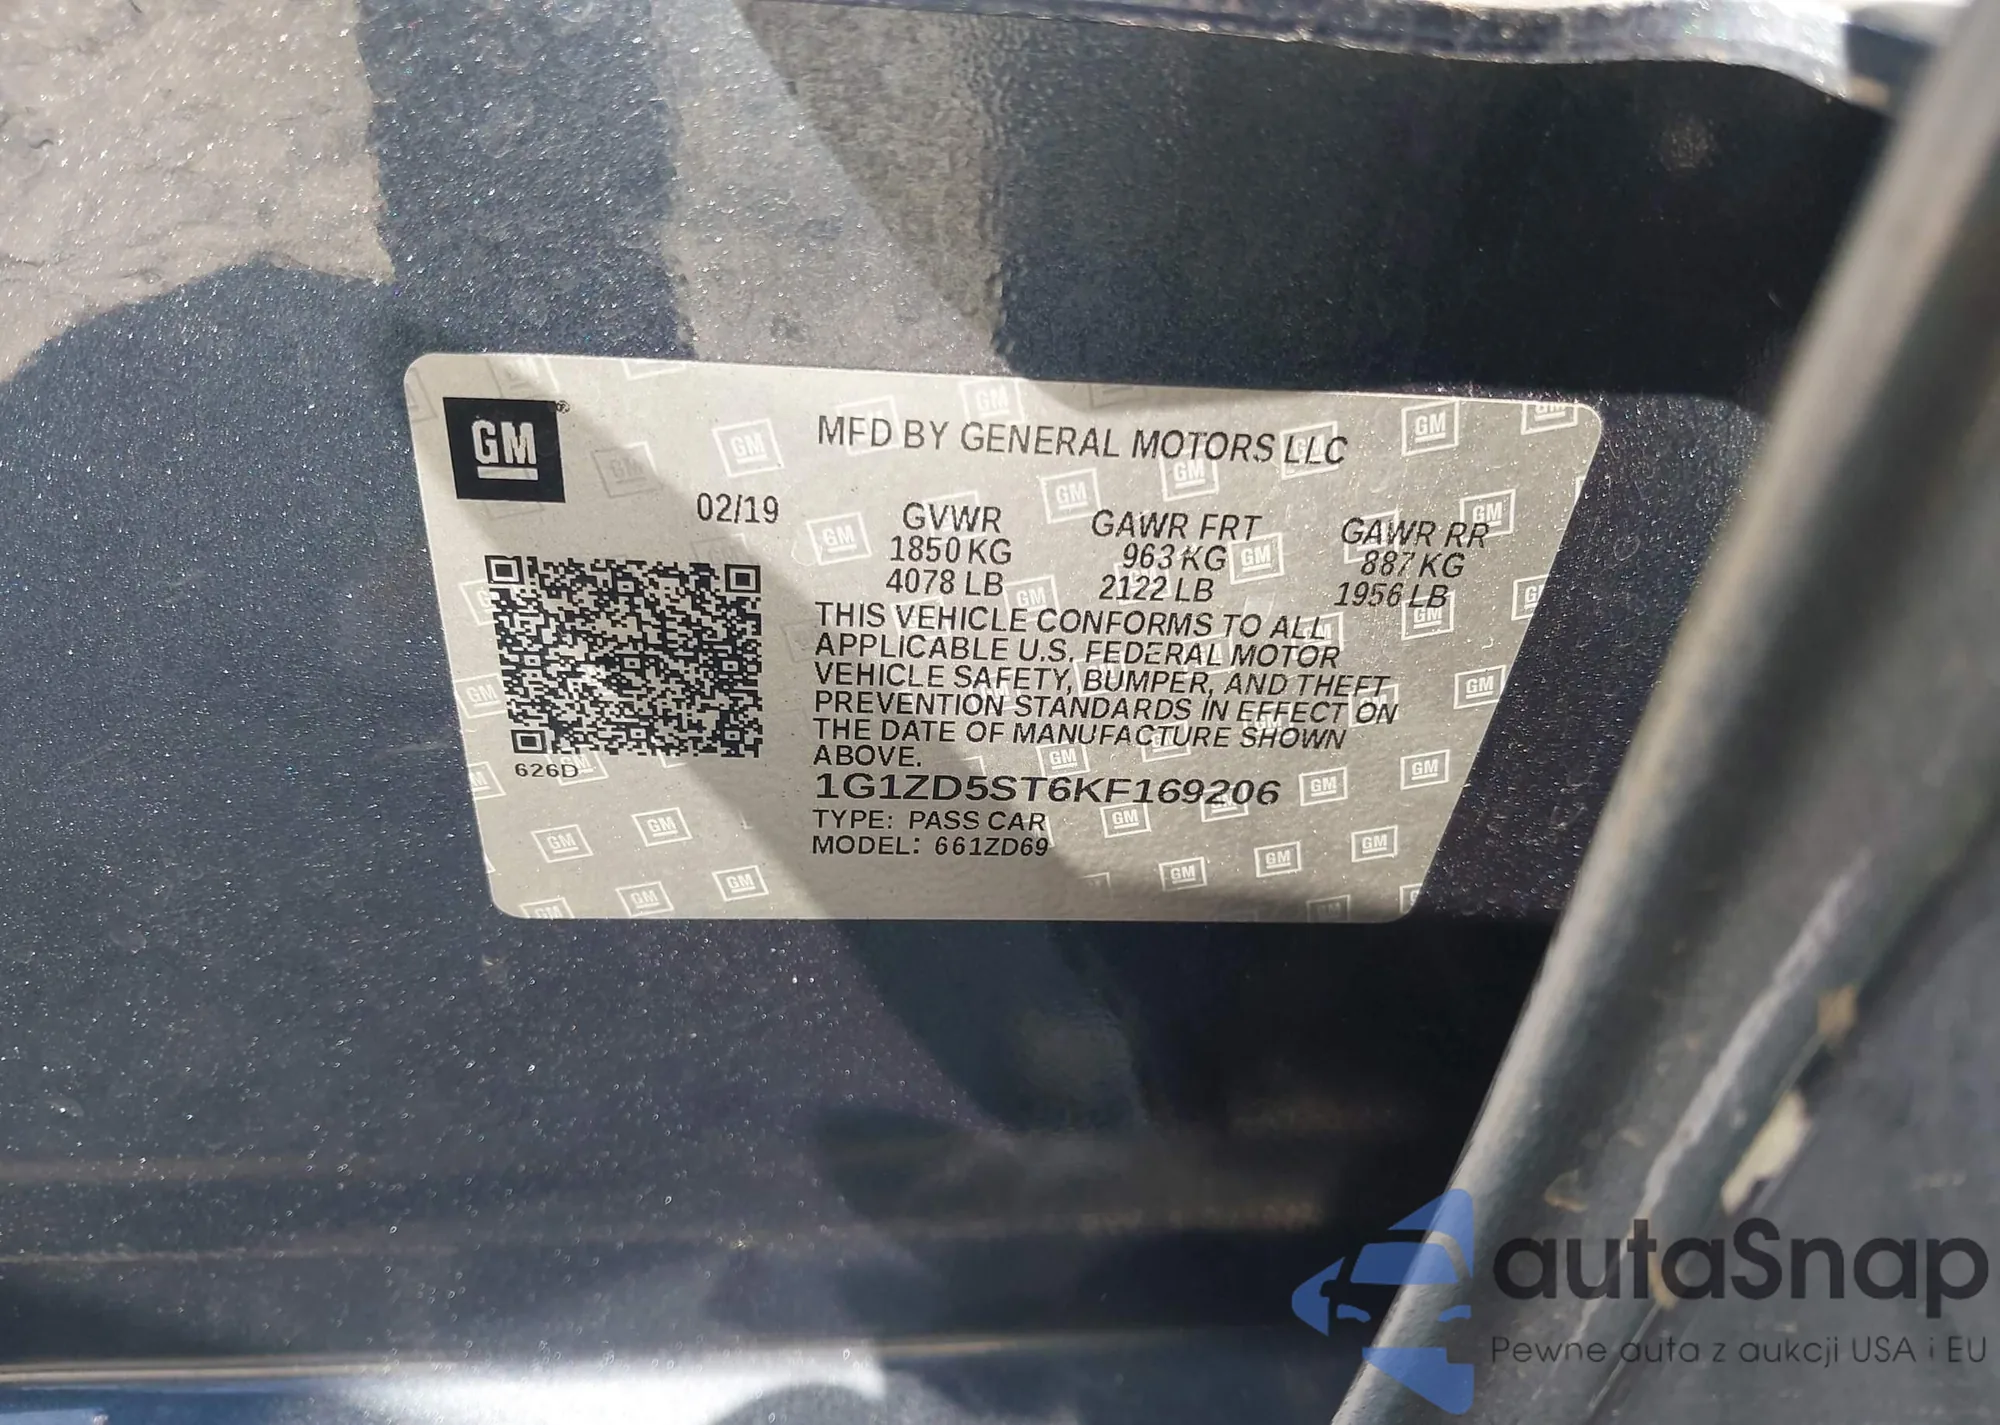 GM®
MFD BY GENERAL MOTORS LLC
02/19
GVWR GAWR FRT GAWR RR
1850 KG 963 KG 887 KG
4078 LB 2122 LB 1956 LB
THIS VEHICLE CONFORMS TO ALL
APPLICABLE U.S. FEDERAL MOTOR
VEHICLE SAFETY, BUMPER, AND THEFT
PREVENTION STANDARDS IN EFFECT ON
THE DATE OF MANUFACTURE SHOWN
ABOVE.
626D
1G1ZD5ST6KF169206
TYPE: PASS CAR
MODEL: 661ZD69
autaSnap
Pewne auta z aukcji USA i EU